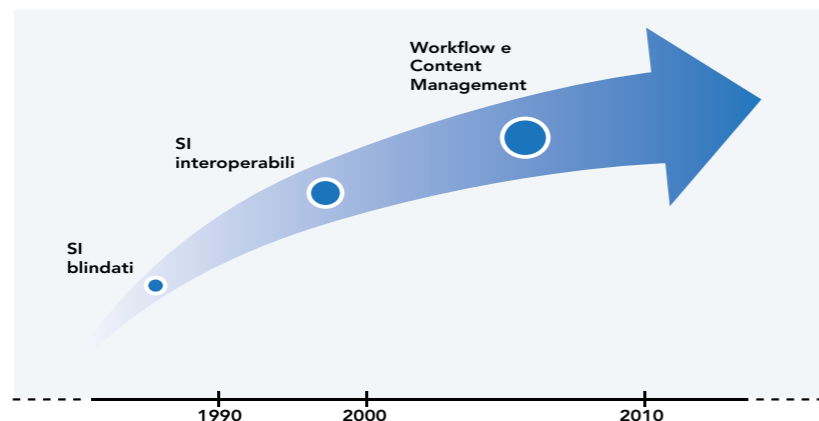 Workflow e
Content
Management
SI
interoperabili
SI
blindati
1990
2000
2010